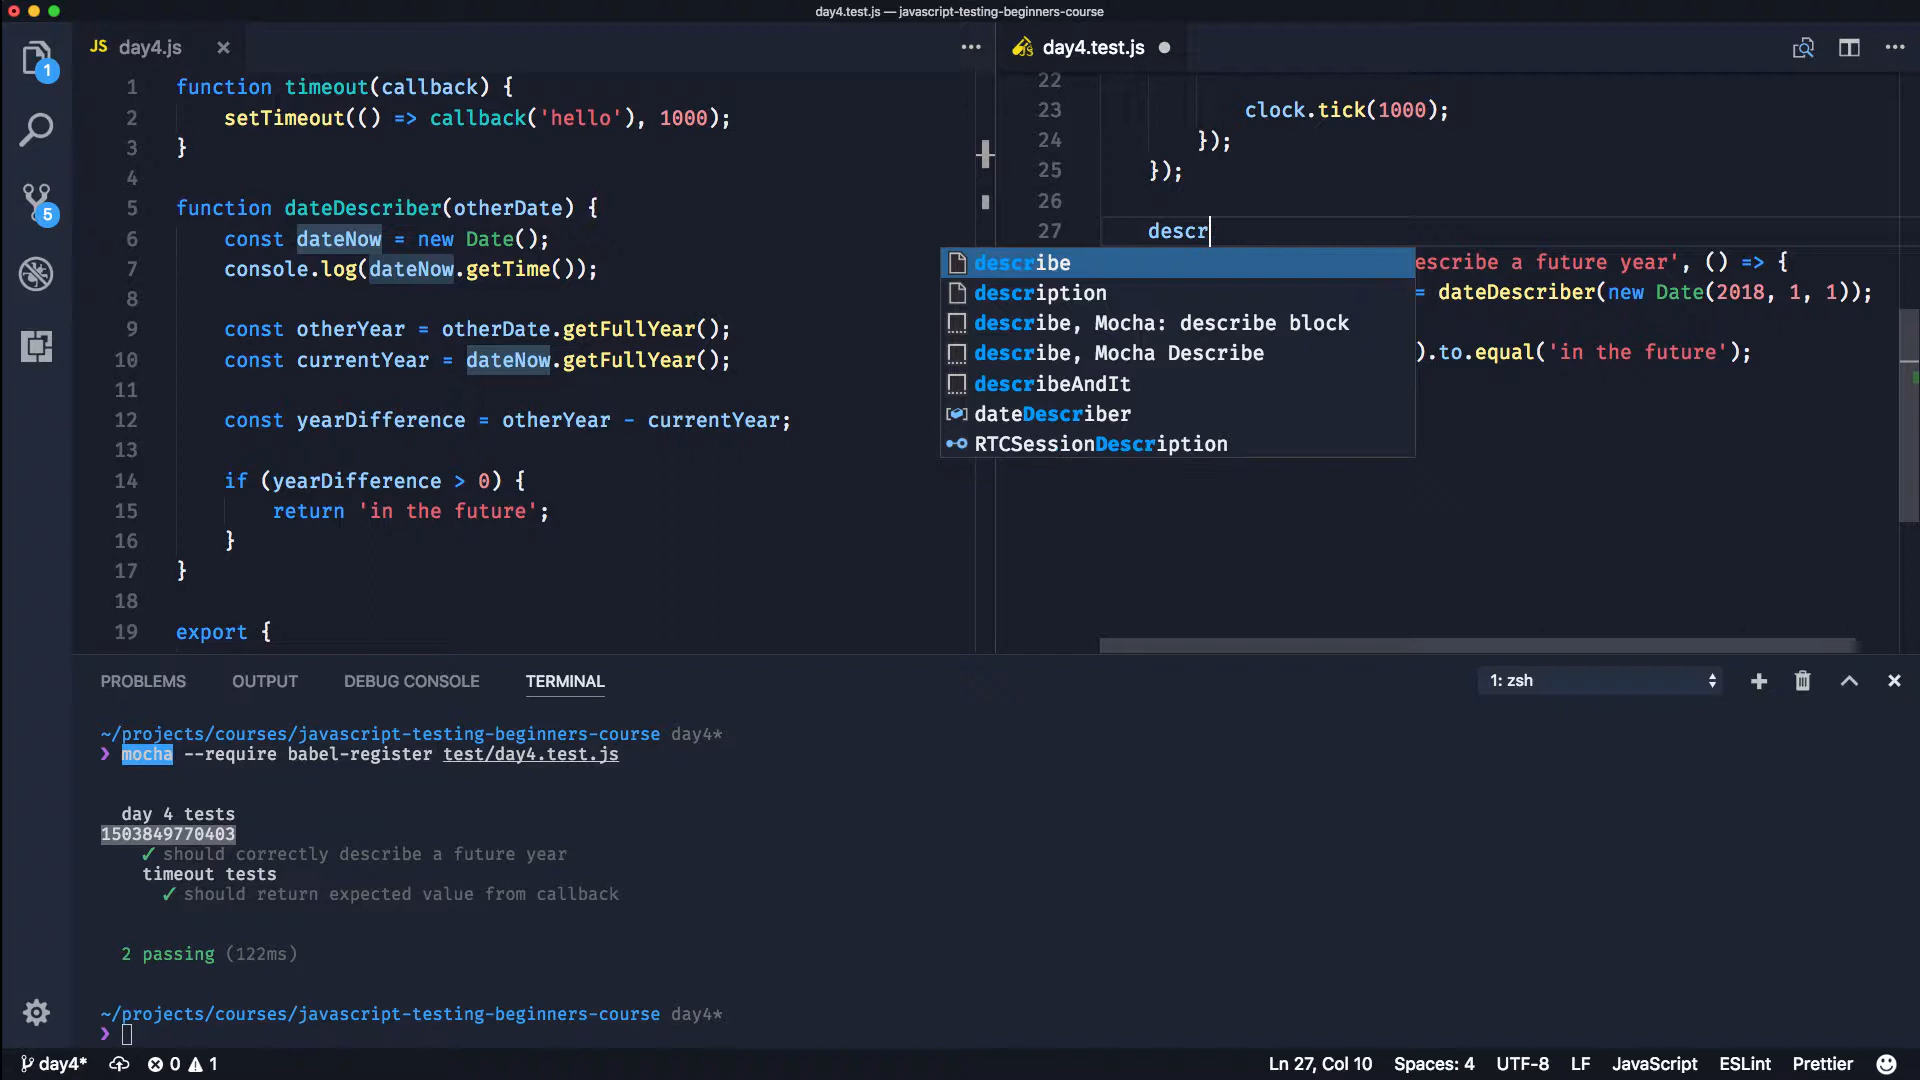 day4.test.js — javascript-testing-beginners-course
JS day4.js
1 function timeout(callback) {
2 setTimeout(() => callback('hello'), 1000);
3 }
4
5 function dateDescriber(otherDate) {
6 const dateNow = new Date();
7 console.log(dateNow.getTime());
8
9 const otherYear = otherDate.getFullYear();
10 const currentYear = dateNow.getFullYear();
11
12 const yearDifference = otherYear - currentYear;
13
14 if (yearDifference > 0) {
15 return 'in the future';
16 }
17 }
18
19 export {
day4.test.js
22
23 clock.tick(1000);
24 });
25 });
26
27 descr
escribe a future year', () => {
= dateDescriber(new Date(2018, 1, 1));
).to.equal('in the future');
describe
description
describe, Mocha: describe block
describe, Mocha Describe
describeAndIt
dateDescriber
RTCSessionDescription
1
5
PROBLEMS OUTPUT DEBUG CONSOLE TERMINAL 1: zsh
~/projects/courses/javascript-testing-beginners-course day4*
❯ mocha --require babel-register test/day4.test.js
day 4 tests
1503849770403
✓ should correctly describe a future year
timeout tests
✓ should return expected value from callback
2 passing (122ms)
~/projects/courses/javascript-testing-beginners-course day4*
❯
day4* 0 1 Ln 27, Col 10 Spaces: 4 UTF-8 LF JavaScript ESLint Prettier